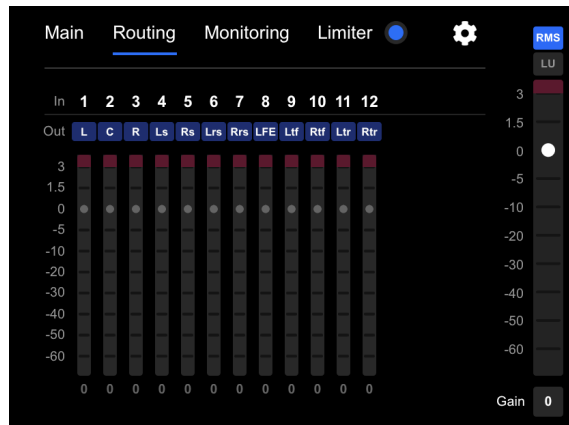 Main Routing Monitoring Limiter
RMS
LU
In 1 2 3 4 5 6 7 8 9 10 11 12
Out L C R Ls Rs Lrs Rrs LFE Ltf Rtf Ltr Rtr
3
1.5
0
-5
-10
-20
-30
-40
-50
-60
0 0 0 0 0 0 0 0 0 0 0 0
3
1.5
0
-5
-10
-20
-30
-40
-50
-60
Gain 0